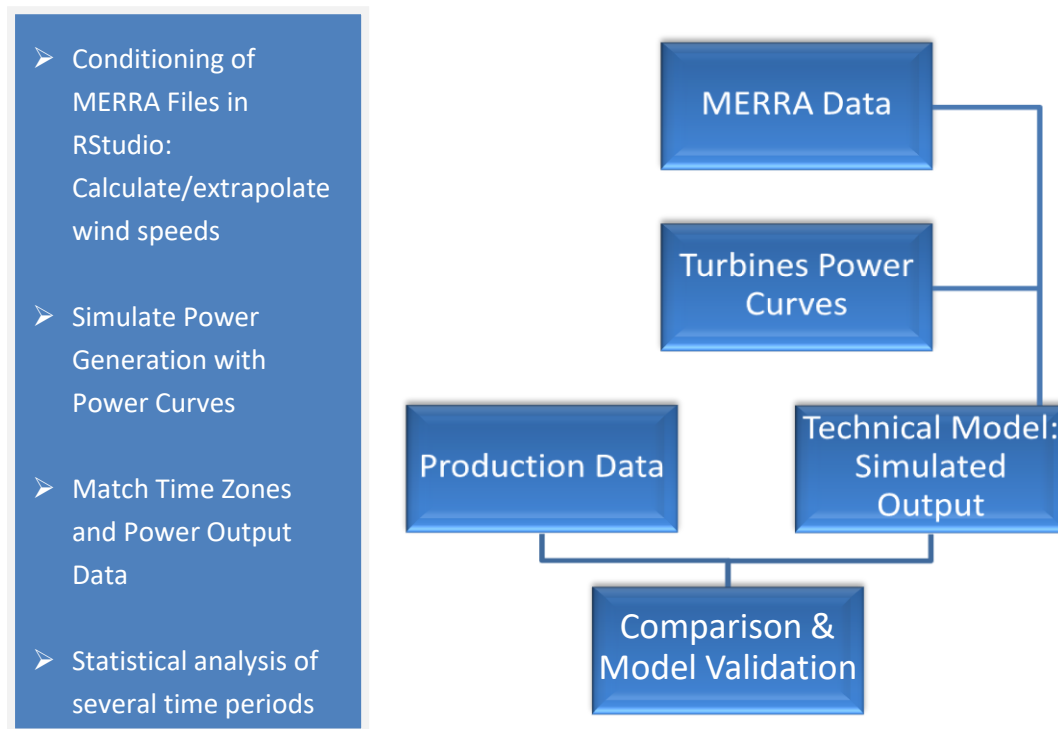 ➢ Conditioning of
MERRA Files in
RStudio:
Calculate/extrapolate
wind speeds
➢ Simulate Power
Generation with
Power Curves
➢ Match Time Zones
and Power Output
Data
➢ Statistical analysis of
several time periods
MERRA Data
Turbines Power
Curves
Production Data
Technical Model:
Simulated
Output
Comparison &
Model Validation